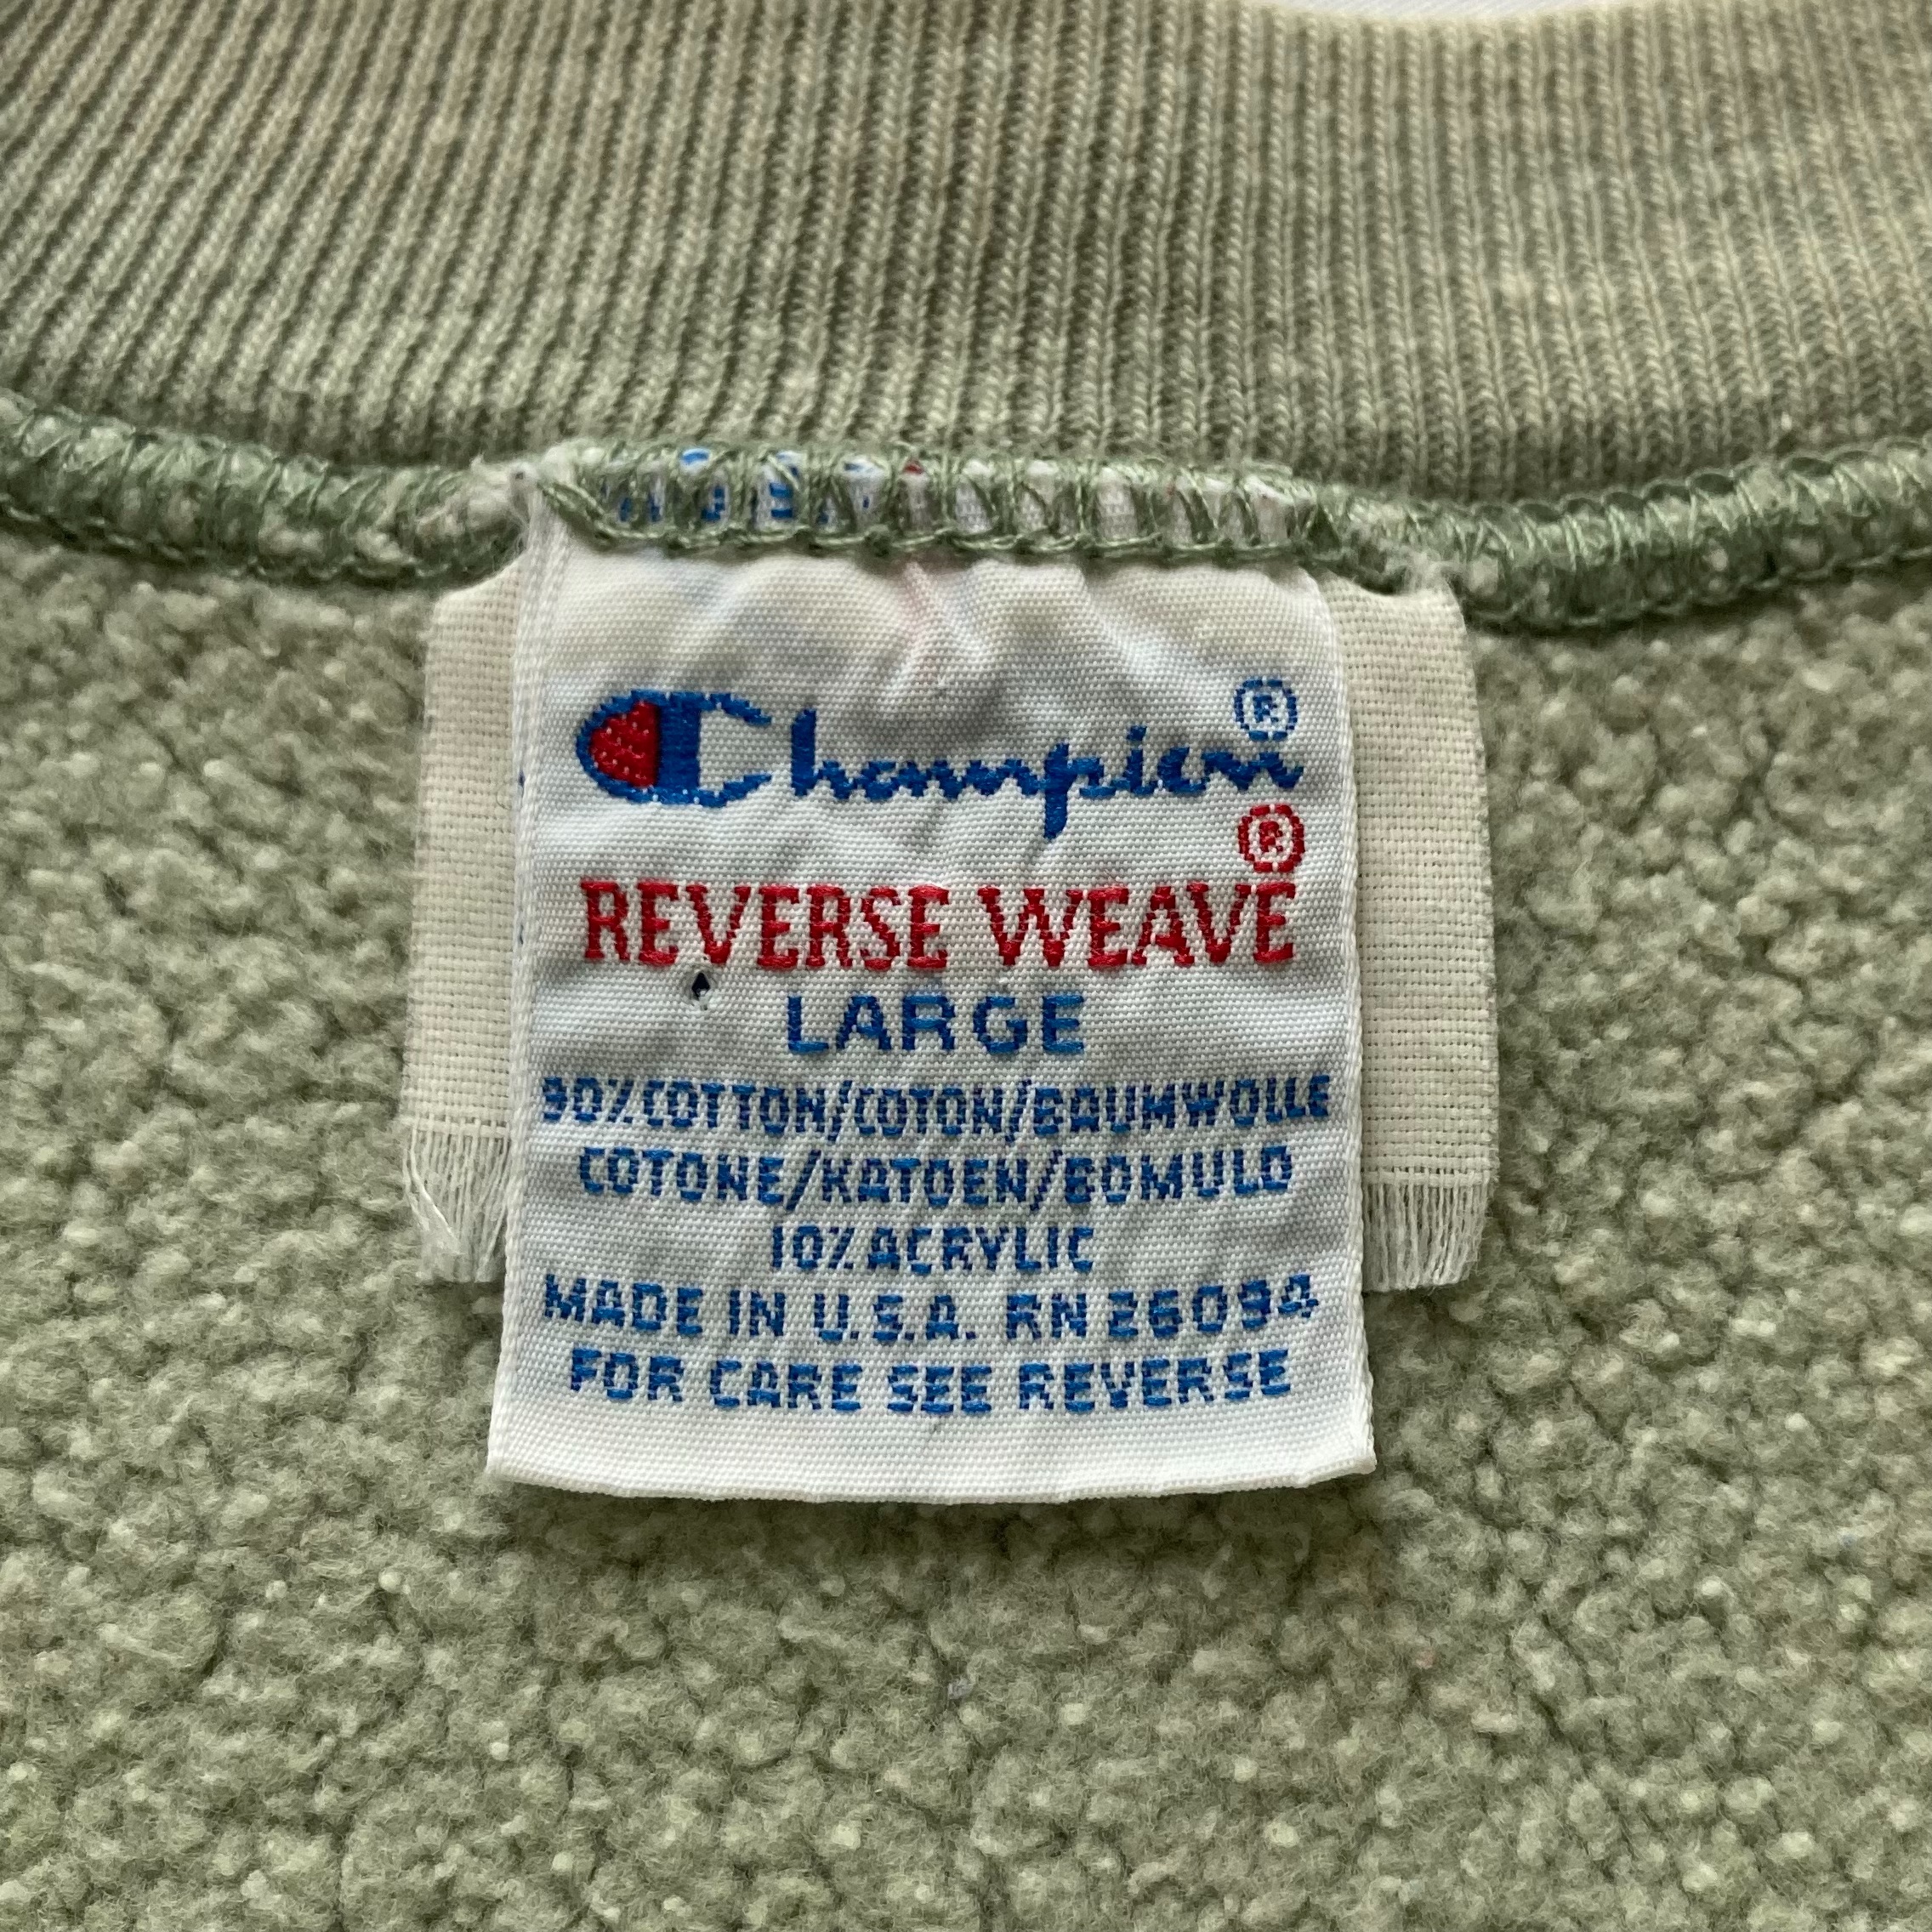 Champion®
®
REVERSE WEAVE
LARGE
90%COTTON/COTON/BAUMWOLLE
COTONE/KATOEN/BOMULD
10%ACRYLIC
MADE IN U.S.A. RN 26094
FOR CARE SEE REVERSE